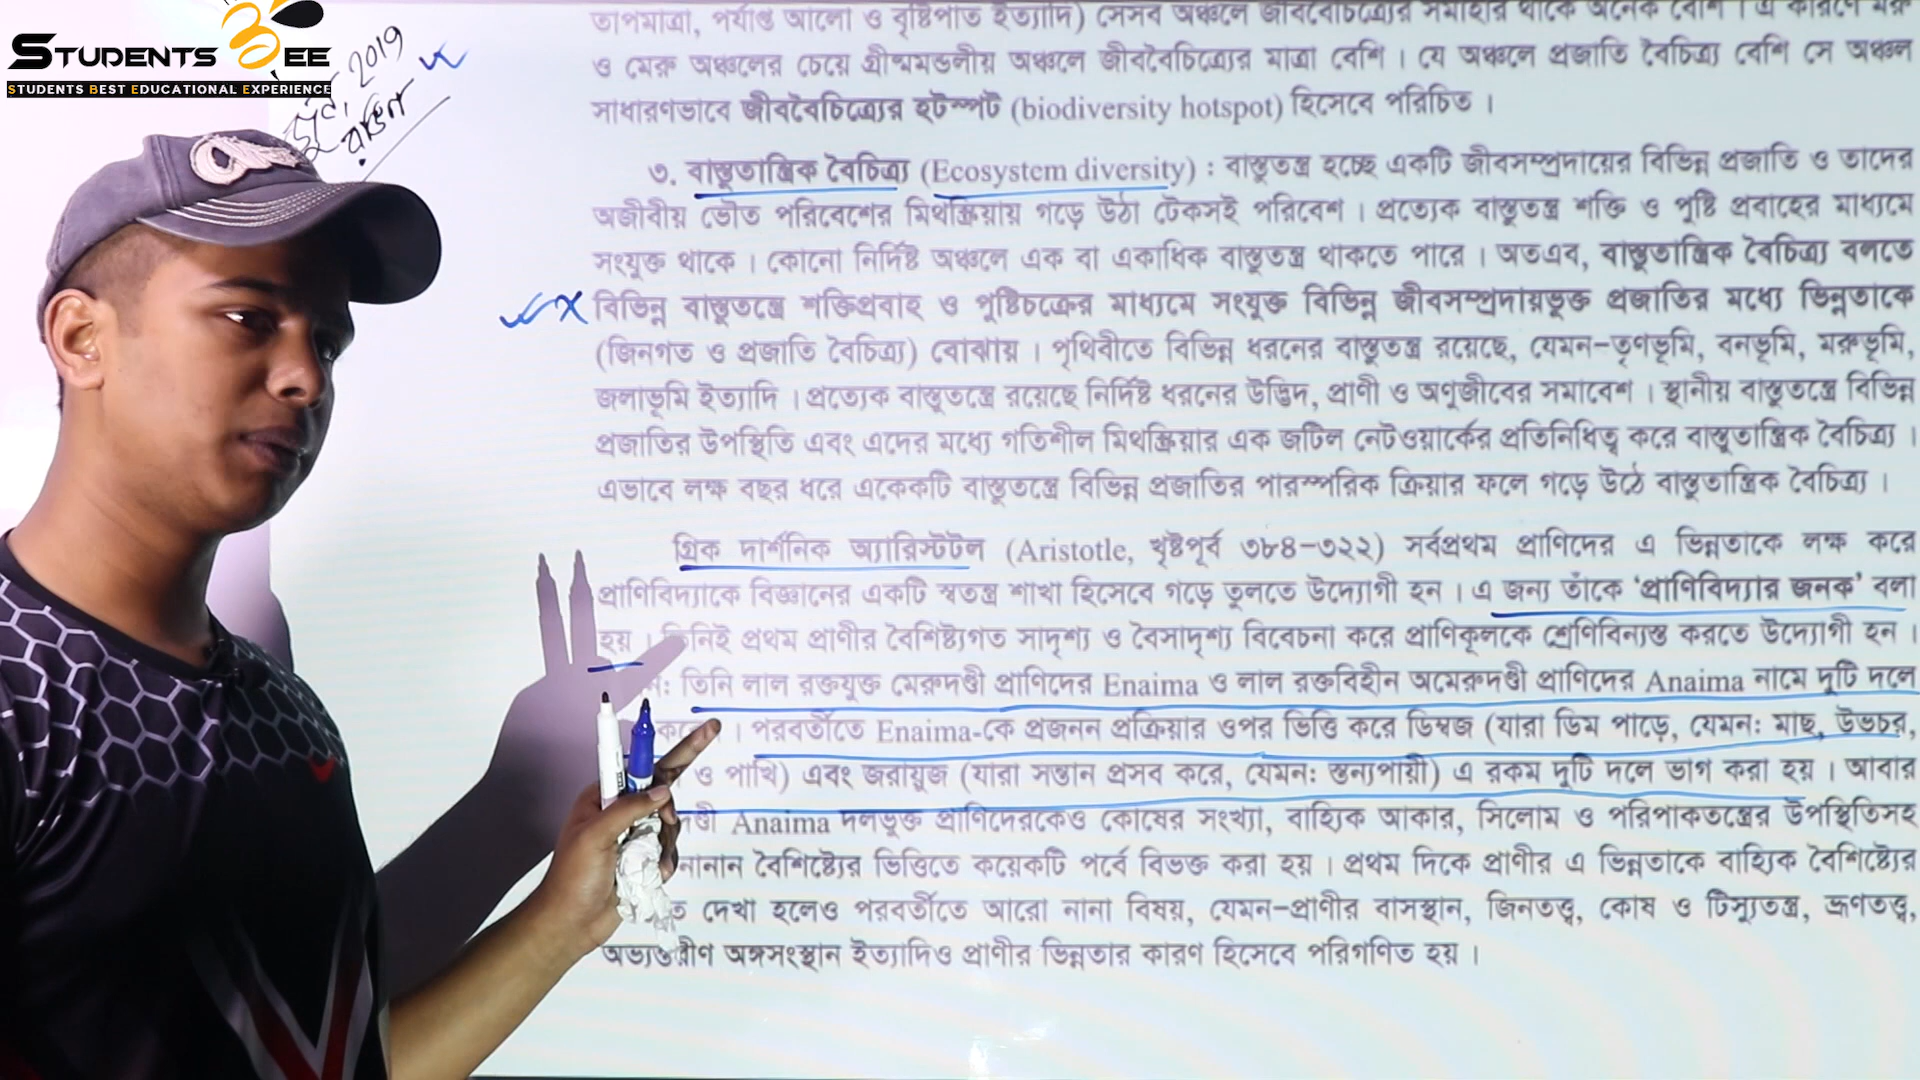 STUDENTS BEE
STUDENTS BEST EDUCATIONAL EXPERIENCE
2019
তাপমাত্রা, পর্যাপ্ত আলো ও বৃষ্টিপাত ইত্যাদি) সেসব অঞ্চলে জীববৈচিত্র্যের সমাহার থাকে অনেক বেশি । এ কারণে মরু
ও মেরু অঞ্চলের চেয়ে গ্রীষ্মমন্ডলীয় অঞ্চলে জীববৈচিত্র্যের মাত্রা বেশি । যে অঞ্চলে প্রজাতি বৈচিত্র্য বেশি সে অঞ্চল
সাধারণভাবে জীববৈচিত্র্যের হটস্পট (biodiversity hotspot) হিসেবে পরিচিত ।
৩. বাস্তুতান্ত্রিক বৈচিত্র্য (Ecosystem diversity) : বাস্তুতন্ত্র হচ্ছে একটি জীবসম্প্রদায়ের বিভিন্ন প্রজাতি ও তাদের
অজীবীয় ভৌত পরিবেশের মিথস্ক্রিয়ায় গড়ে উঠা টেকসই পরিবেশ । প্রত্যেক বাস্তুতন্ত্র শক্তি ও পুষ্টি প্রবাহের মাধ্যমে
সংযুক্ত থাকে । কোনো নির্দিষ্ট অঞ্চলে এক বা একাধিক বাস্তুতন্ত্র থাকতে পারে । অতএব, বাস্তুতান্ত্রিক বৈচিত্র্য বলতে
বিভিন্ন বাস্তুতন্ত্রে শক্তিপ্রবাহ ও পুষ্টিচক্রের মাধ্যমে সংযুক্ত বিভিন্ন জীবসম্প্রদায়ভুক্ত প্রজাতির মধ্যে ভিন্নতাকে
(জিনগত ও প্রজাতি বৈচিত্র্য) বোঝায় । পৃথিবীতে বিভিন্ন ধরনের বাস্তুতন্ত্র রয়েছে, যেমন-তৃণভূমি, বনভূমি, মরুভূমি,
জলাভূমি ইত্যাদি । প্রত্যেক বাস্তুতন্ত্রে রয়েছে নির্দিষ্ট ধরনের উদ্ভিদ, প্রাণী ও অণুজীবের সমাবেশ । স্থানীয় বাস্তুতন্ত্রে বিভিন্ন
প্রজাতির উপস্থিতি এবং এদের মধ্যে গতিশীল মিথস্ক্রিয়ার এক জটিল নেটওয়ার্কের প্রতিনিধিত্ব করে বাস্তুতান্ত্রিক বৈচিত্র্য ।
এভাবে লক্ষ বছর ধরে একেকটি বাস্তুতন্ত্রে বিভিন্ন প্রজাতির পারস্পরিক ক্রিয়ার ফলে গড়ে উঠে বাস্তুতান্ত্রিক বৈচিত্র্য ।
গ্রিক দার্শনিক অ্যারিস্টটল (Aristotle, খৃষ্টপূর্ব ৩৮৪-৩২২) সর্বপ্রথম প্রাণিদের এ ভিন্নতাকে লক্ষ করে
প্রাণিবিদ্যাকে বিজ্ঞানের একটি স্বতন্ত্র শাখা হিসেবে গড়ে তুলতে উদ্যোগী হন । এ জন্য তাঁকে ‘প্রাণিবিদ্যার জনক’ বলা
হয় । তিনিই প্রথম প্রাণীর বৈশিষ্ট্যগত সাদৃশ্য ও বৈসাদৃশ্য বিবেচনা করে প্রাণিকূলকে শ্রেণিবিন্যস্ত করতে উদ্যোগী হন ।
তিনি লাল রক্তযুক্ত মেরুদণ্ডী প্রাণিদের Enaima ও লাল রক্তবিহীন অমেরুদণ্ডী প্রাণিদের Anaima নামে দুটি দলে
। পরবর্তীতে Enaima-কে প্রজনন প্রক্রিয়ার ওপর ভিত্তি করে ডিম্বজ (যারা ডিম পাড়ে, যেমন: মাছ, উভচর,
ও পাখি) এবং জরায়ুজ (যারা সন্তান প্রসব করে, যেমন: স্তন্যপায়ী) এ রকম দুটি দলে ভাগ করা হয় । আবার
Anaima দলভুক্ত প্রাণিদেরকেও কোষের সংখ্যা, বাহ্যিক আকার, সিলোম ও পরিপাকতন্ত্রের উপস্থিতিসহ
নানান বৈশিষ্ট্যের ভিত্তিতে কয়েকটি পর্বে বিভক্ত করা হয় । প্রথম দিকে প্রাণীর এ ভিন্নতাকে বাহ্যিক বৈশিষ্ট্যের
দেখা হলেও পরবর্তীতে আরো নানা বিষয়, যেমন-প্রাণীর বাসস্থান, জিনতত্ত্ব, কোষ ও টিস্যুতন্ত্র, ভ্রূণতত্ত্ব,
অভ্যন্তরীণ অঙ্গসংস্থান ইত্যাদিও প্রাণীর ভিন্নতার কারণ হিসেবে পরিগণিত হয় ।